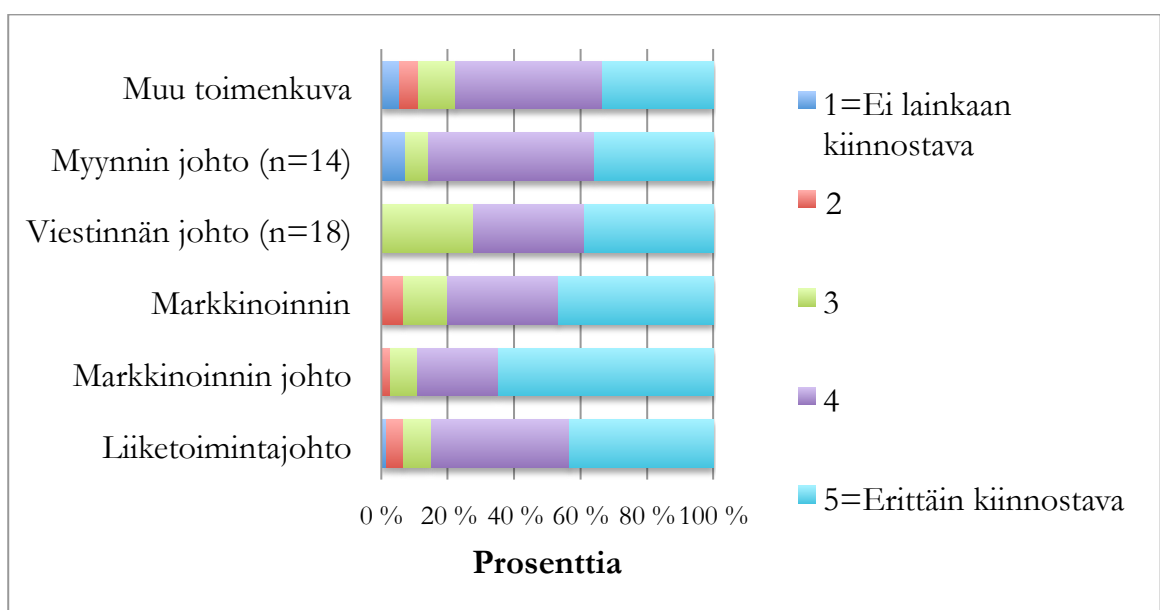 Muu toimenkuva
Myynnin johto (n=14)
Viestinnän johto (n=18)
Markkinoinnin
Markkinoinnin johto
Liiketoimintajohto
0 % 20 % 40 % 60 % 80 % 100 %
Prosenttia
1=Ei lainkaan
kiinnostava
2
3
4
5=Erittäin kiinnostava